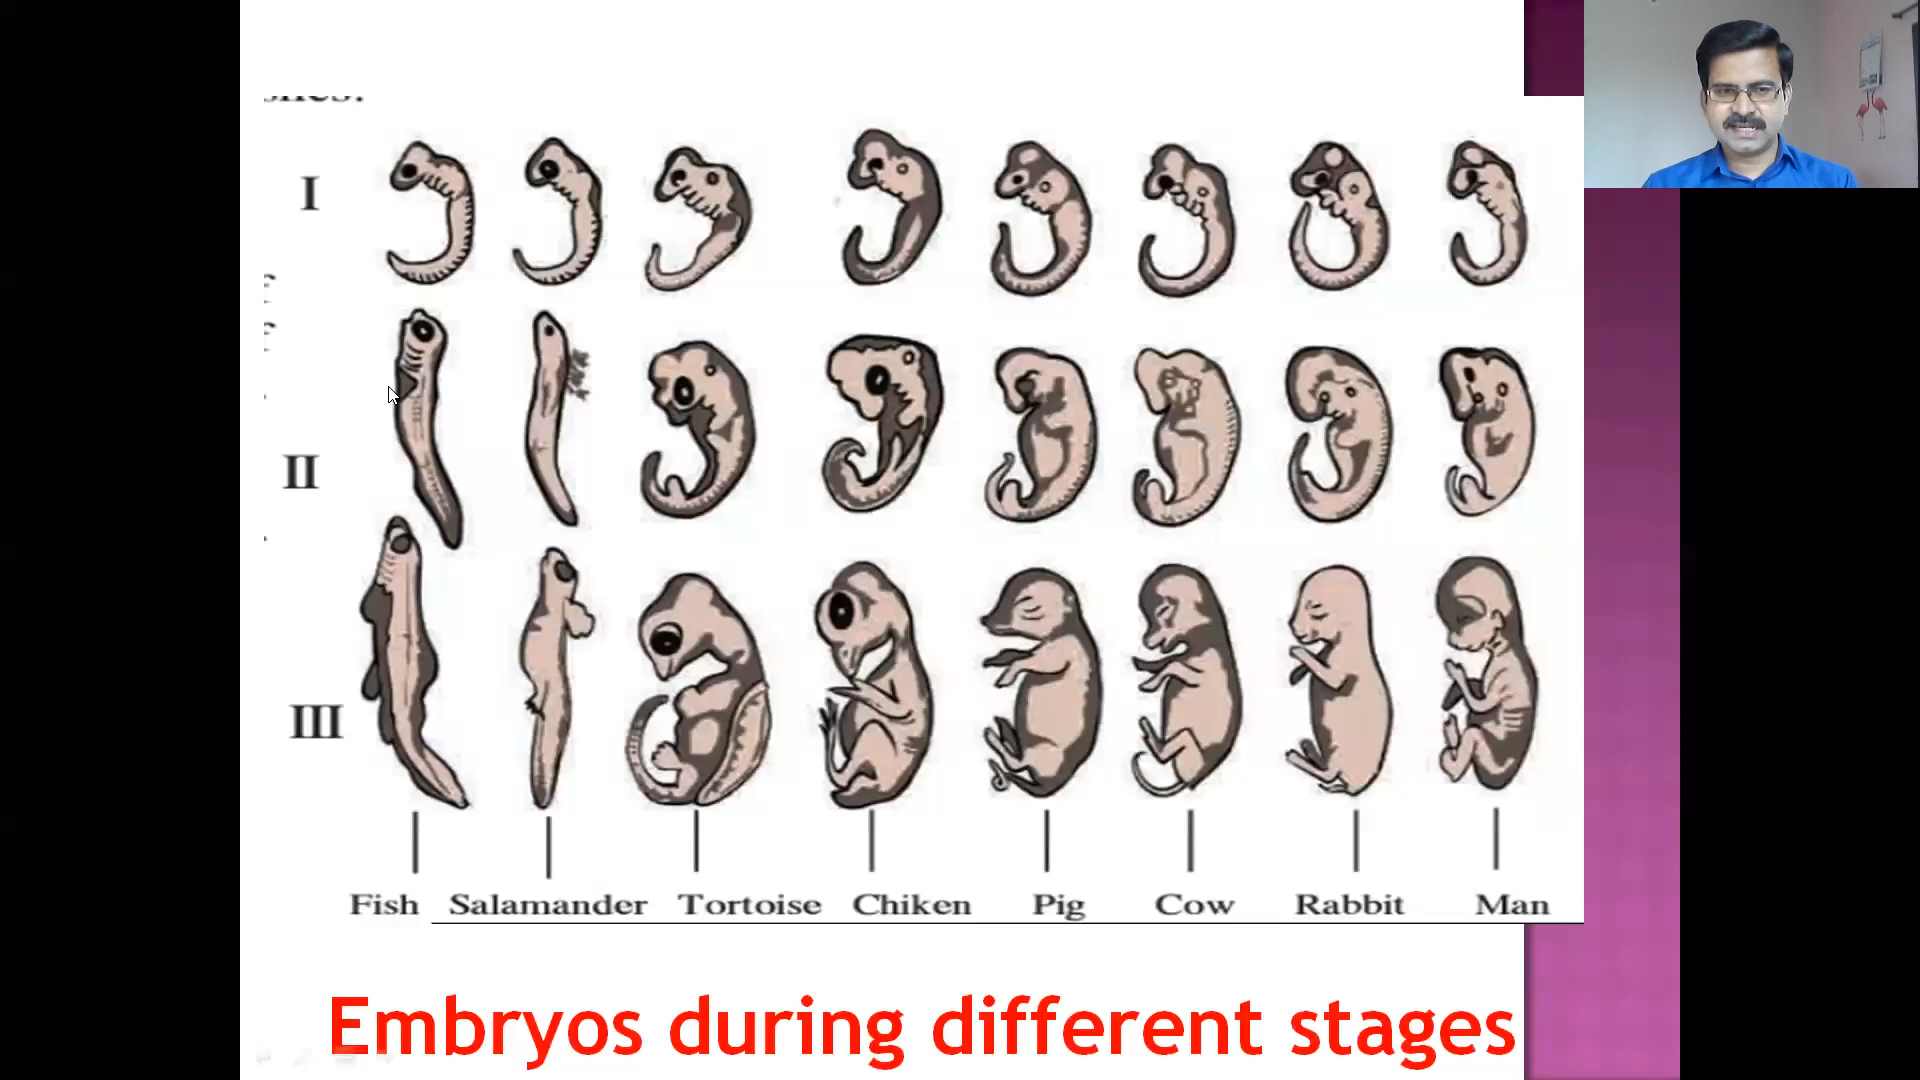 I
II
III
Fish Salamander Tortoise Chiken Pig Cow Rabbit Man
Embryos during different stages